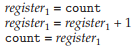 register₁ = count
register₁ = register₁ + 1
count = register₁